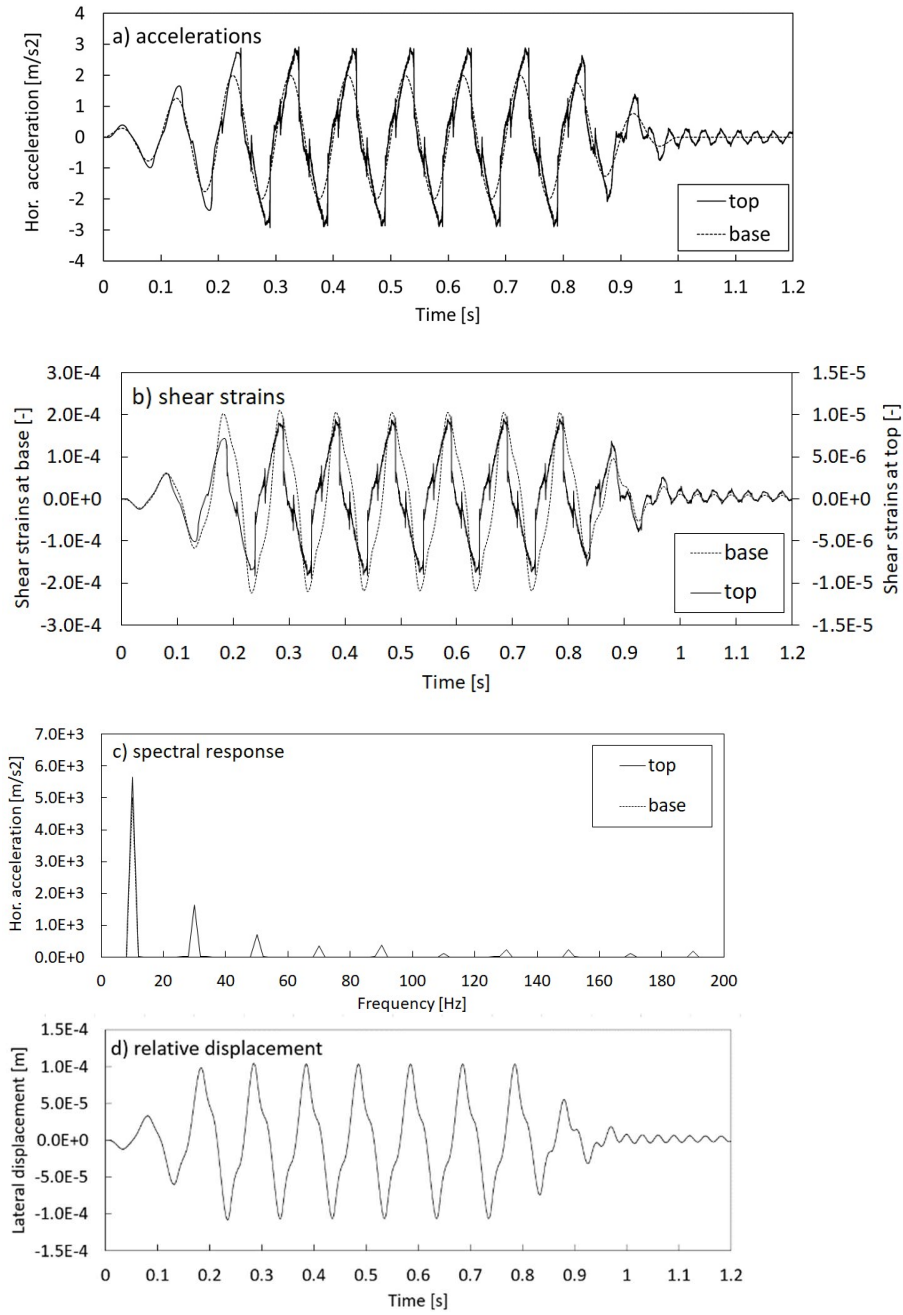 a) accelerations
Hor. acceleration [m/s2]
4
3
2
1
0
-1
-2
-3
-4
top
base
0 0.1 0.2 0.3 0.4 0.5 0.6 0.7 0.8 0.9 1 1.1 1.2
Time [s]
b) shear strains
Shear strains at base [-]
3.0E-4
2.0E-4
1.0E-4
0.0E+0
-1.0E-4
-2.0E-4
-3.0E-4
Shear strains at top [-]
1.5E-5
1.0E-5
5.0E-6
0.0E+0
-5.0E-6
-1.0E-5
-1.5E-5
base
top
0 0.1 0.2 0.3 0.4 0.5 0.6 0.7 0.8 0.9 1 1.1 1.2
Time [s]
c) spectral response
Hor. acceleration [m/s2]
7.0E+3
6.0E+3
5.0E+3
4.0E+3
3.0E+3
2.0E+3
1.0E+3
0.0E+0
top
base
0 20 40 60 80 100 120 140 160 180 200
Frequency [Hz]
d) relative displacement
Lateral displacement [m]
1.5E-4
1.0E-4
5.0E-5
0.0E+0
-5.0E-5
-1.0E-4
-1.5E-4
0 0.1 0.2 0.3 0.4 0.5 0.6 0.7 0.8 0.9 1 1.1 1.2
Time [s]